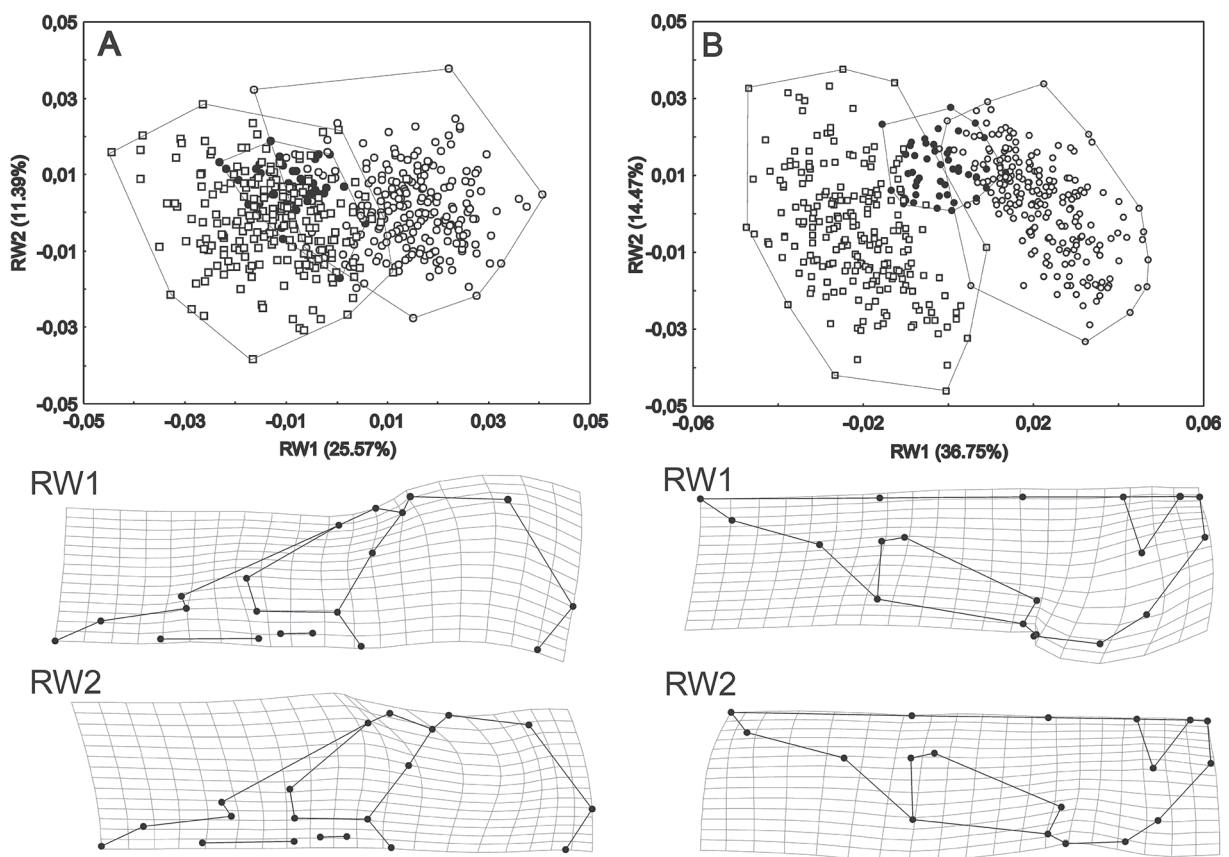 A
0,05
0,03
0,01
-0,01
-0,03
-0,05
RW2 (11.39%)
-0,05 -0,03 -0,01 0,01 0,03 0,05
RW1 (25.57%)
B
0,05
0,03
0,01
-0,01
-0,03
-0,05
RW2 (14.47%)
-0,06 -0,02 0,02 0,06
RW1 (36.75%)
RW1
RW2
RW1
RW2